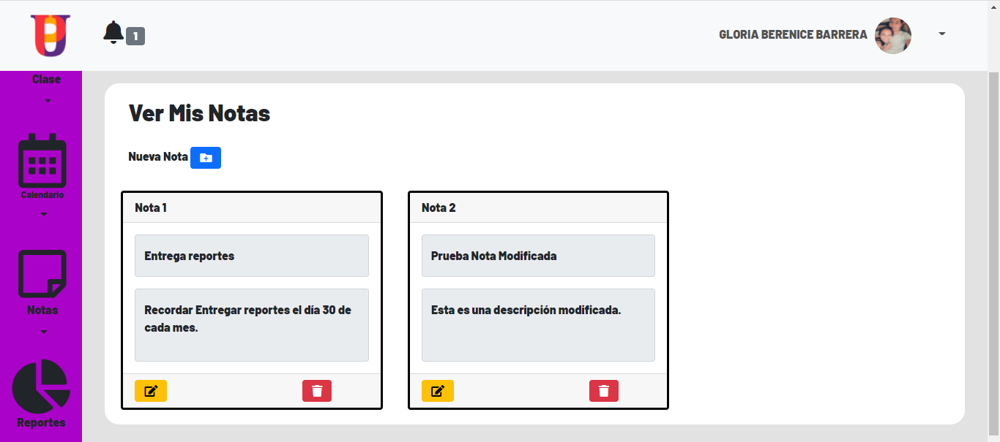 1
GLORIA BERENICE BARRERA
Clase
Calendario
Notas
Reportes
Ver Mis Notas
Nueva Nota
Nota 1
Entrega reportes
Recordar Entregar reportes el día 30 de
cada mes.
Nota 2
Prueba Nota Modificada
Esta es una descripción modificada.